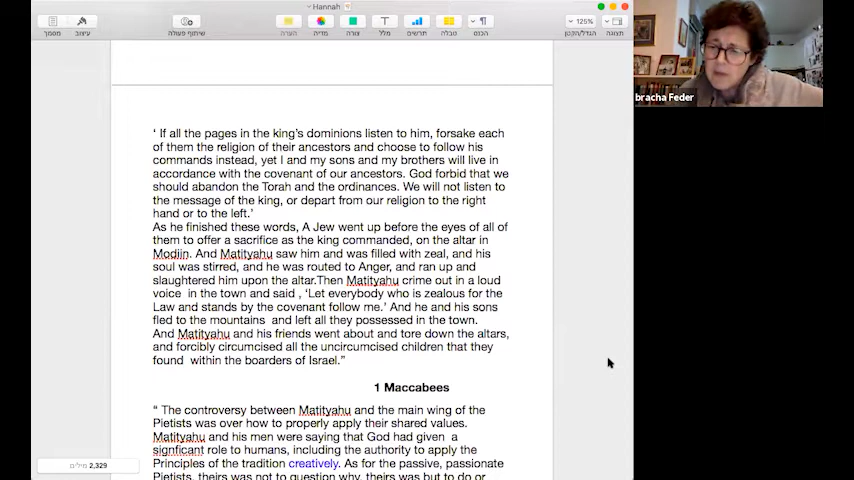 Hannah
125%
מסמך
עיצוב
שיתוף פעולה
הערה
מדיה
צורה
מלל
תרשים
טבלה
הכנס
הגדל/הקטן
תצוגה
bracha Feder
‘ If all the pages in the king’s dominions listen to him, forsake each
of them the religion of their ancestors and choose to follow his
commands instead, yet I and my sons and my brothers will live in
accordance with the covenant of our ancestors. God forbid that we
should abandon the Torah and the ordinances. We will not listen to
the message of the king, or depart from our religion to the right
hand or to the left.’
As he finished these words, A Jew went up before the eyes of all of
them to offer a sacrifice as the king commanded, on the altar in
Modiin. And Matityahu saw him and was filled with zeal, and his
soul was stirred, and he was routed to Anger, and ran up and
slaughtered him upon the altar.Then Matityahu crime out in a loud
voice in the town and said , ‘Let everybody who is zealous for the
Law and stands by the covenant follow me.’ And he and his sons
fled to the mountains and left all they possessed in the town.
And Matityahu and his friends went about and tore down the altars,
and forcibly circumcised all the uncircumcised children that they
found within the boarders of Israel.”
1 Maccabees
“ The controversy between Matityahu and the main wing of the
Pietists was over how to properly apply their shared values.
Matityahu and his men were saying that God had given a
signficant role to humans, including the authority to apply the
Principles of the tradition creatively. As for the passive, passionate
Pietists, theirs was not to question why, theirs was but to do or
2,329 מילים